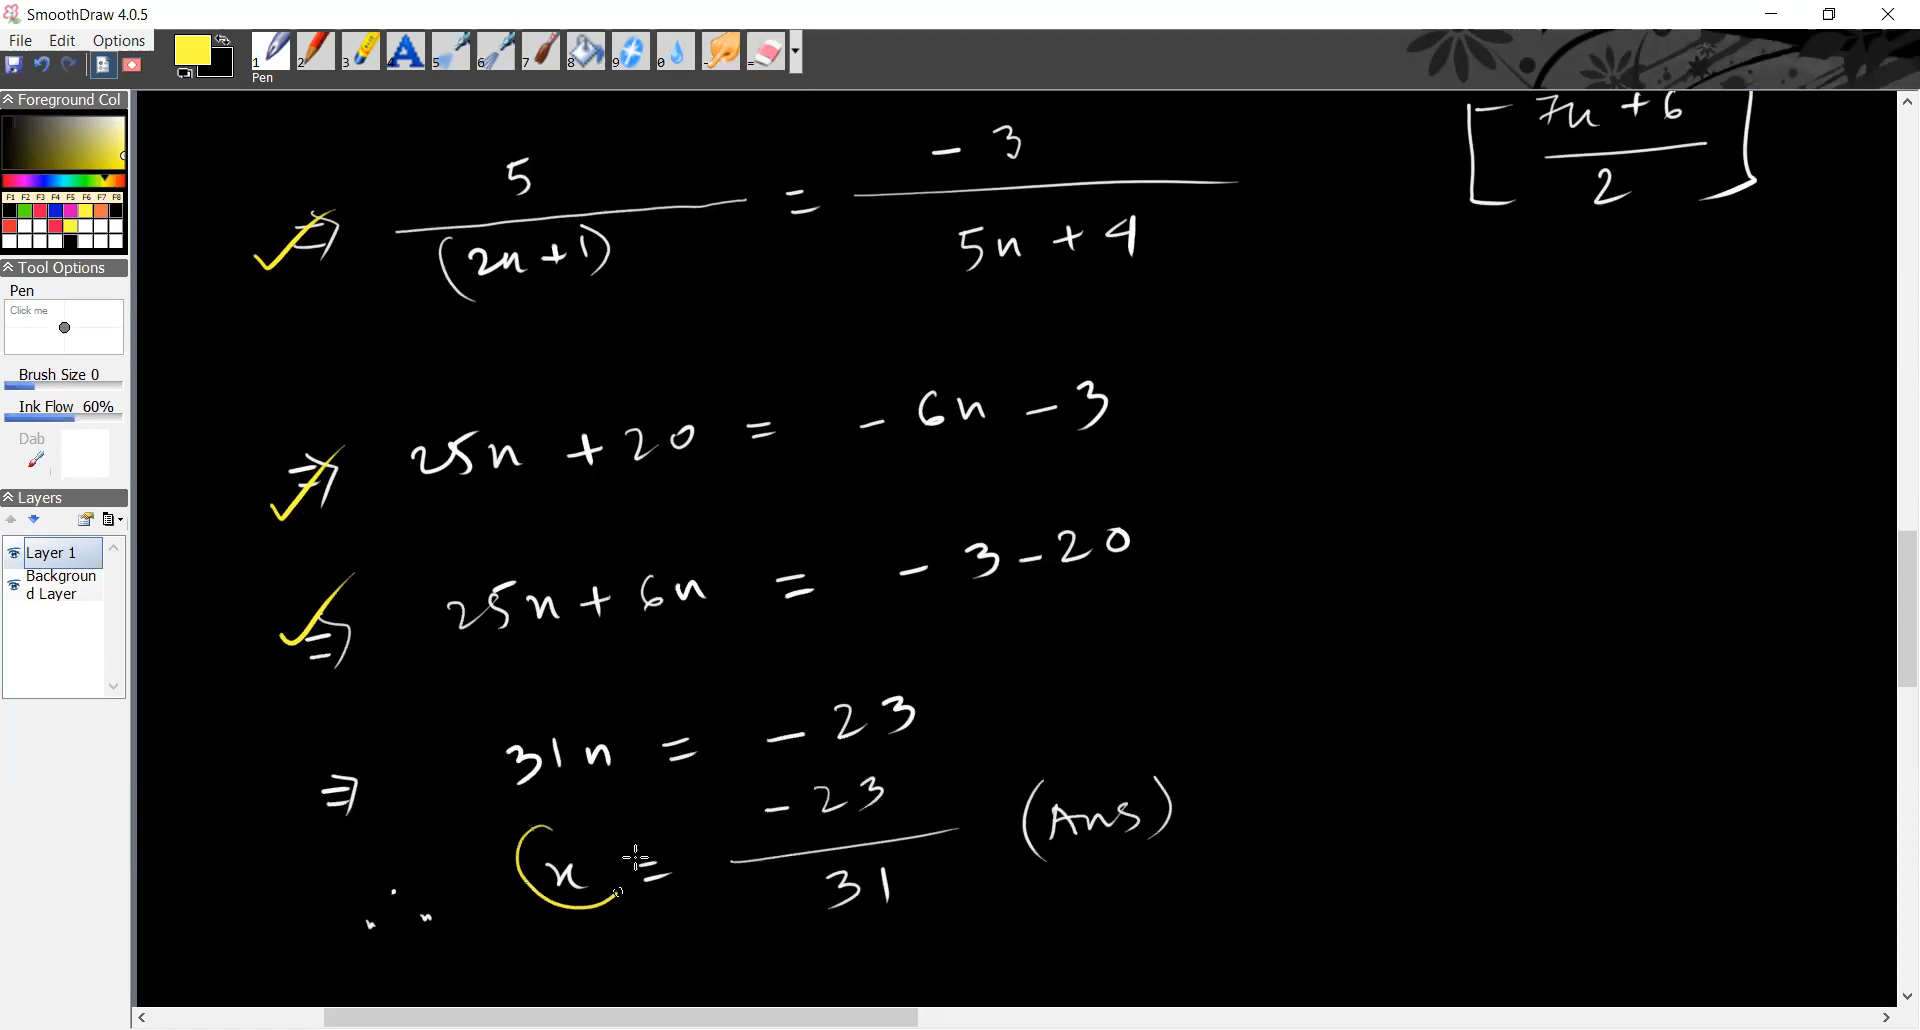 SmoothDraw 4.0.5
File Edit Options
1 2 3 4 5 6 7 8 9 0 - =
Pen
Foreground Col
F1 F2 F3 F4 F5 F6 F7 F8
Tool Options
Pen
Click me
Brush Size 0
Ink Flow 60%
Dab
Layers
Layer 1
Backgroun
d Layer
[ - 7x + 6 / 2 ]
⇒ 5 / (2x + 1) = - 3 / 5x + 4
⇒ 25x + 20 = - 6x - 3
⇒ 25x + 6x = - 3 - 20
⇒ 31x = - 23
∴ x = - 23 / 31 (Ans)